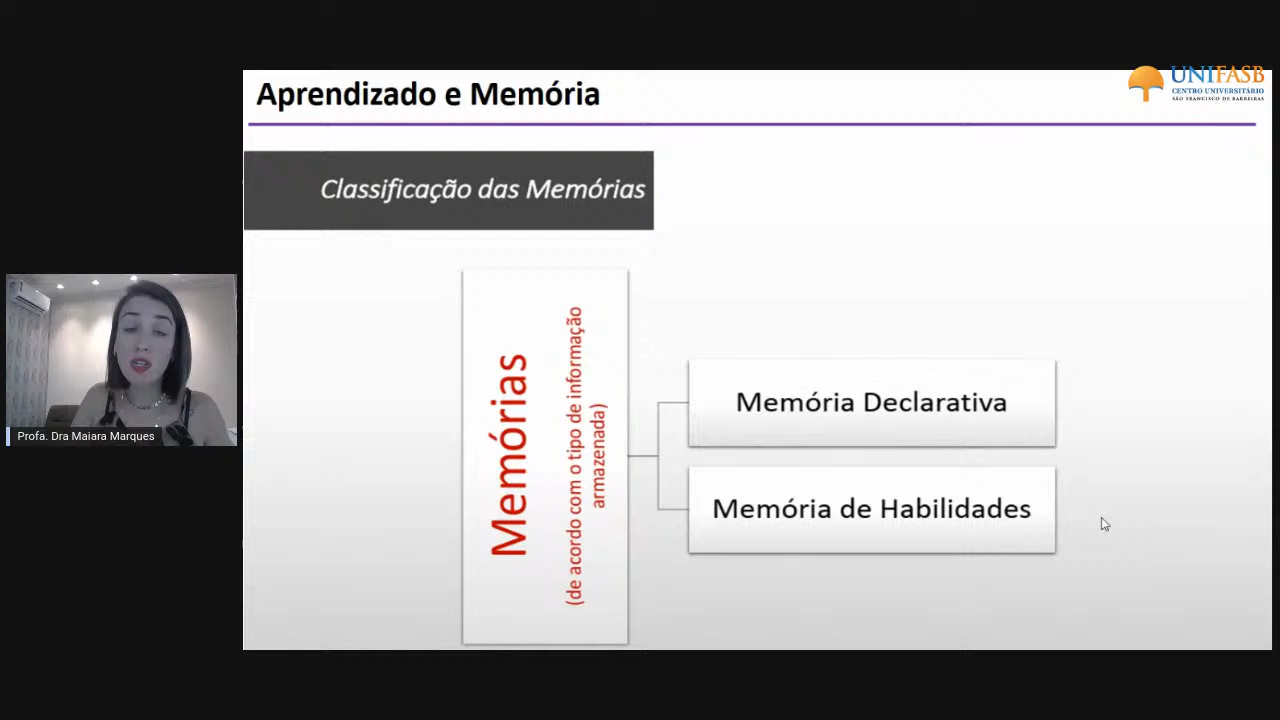 Aprendizado e Memória
UNIFASB
CENTRO UNIVERSITÁRIO
SÃO FRANCISCO DE BARREIRAS
Classificação das Memórias
Memórias
(de acordo com o tipo de informação
armazenada)
Memória Declarativa
Memória de Habilidades
Profa. Dra Maiara Marques